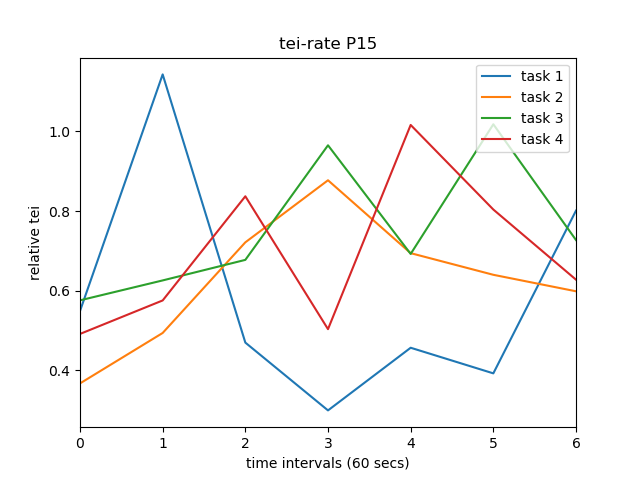 tei-rate P15
task 1
task 2
task 3
task 4
relative tei
1.0
0.8
0.6
0.4
0 1 2 3 4 5 6
time intervals (60 secs)